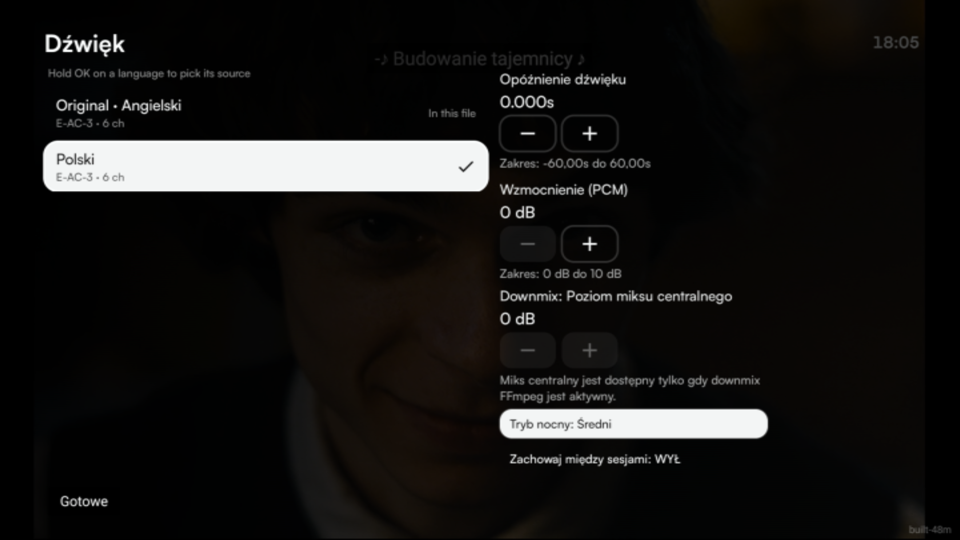 Dźwięk
18:05
-♪ Budowanie tajemnicy ♪
Hold OK on a language to pick its source
Original · Angielski
E-AC-3 · 6 ch
In this file
Polski
E-AC-3 · 6 ch
Opóźnienie dźwięku
0.000s
− +
Zakres: -60,00s do 60,00s
Wzmocnienie (PCM)
0 dB
− +
Zakres: 0 dB do 10 dB
Downmix: Poziom miksu centralnego
0 dB
− +
Miks centralny jest dostępny tylko gdy downmix
FFmpeg jest aktywny.
Tryb nocny: Średni
Zachowaj między sesjami: WYŁ
Gotowe
built-48m